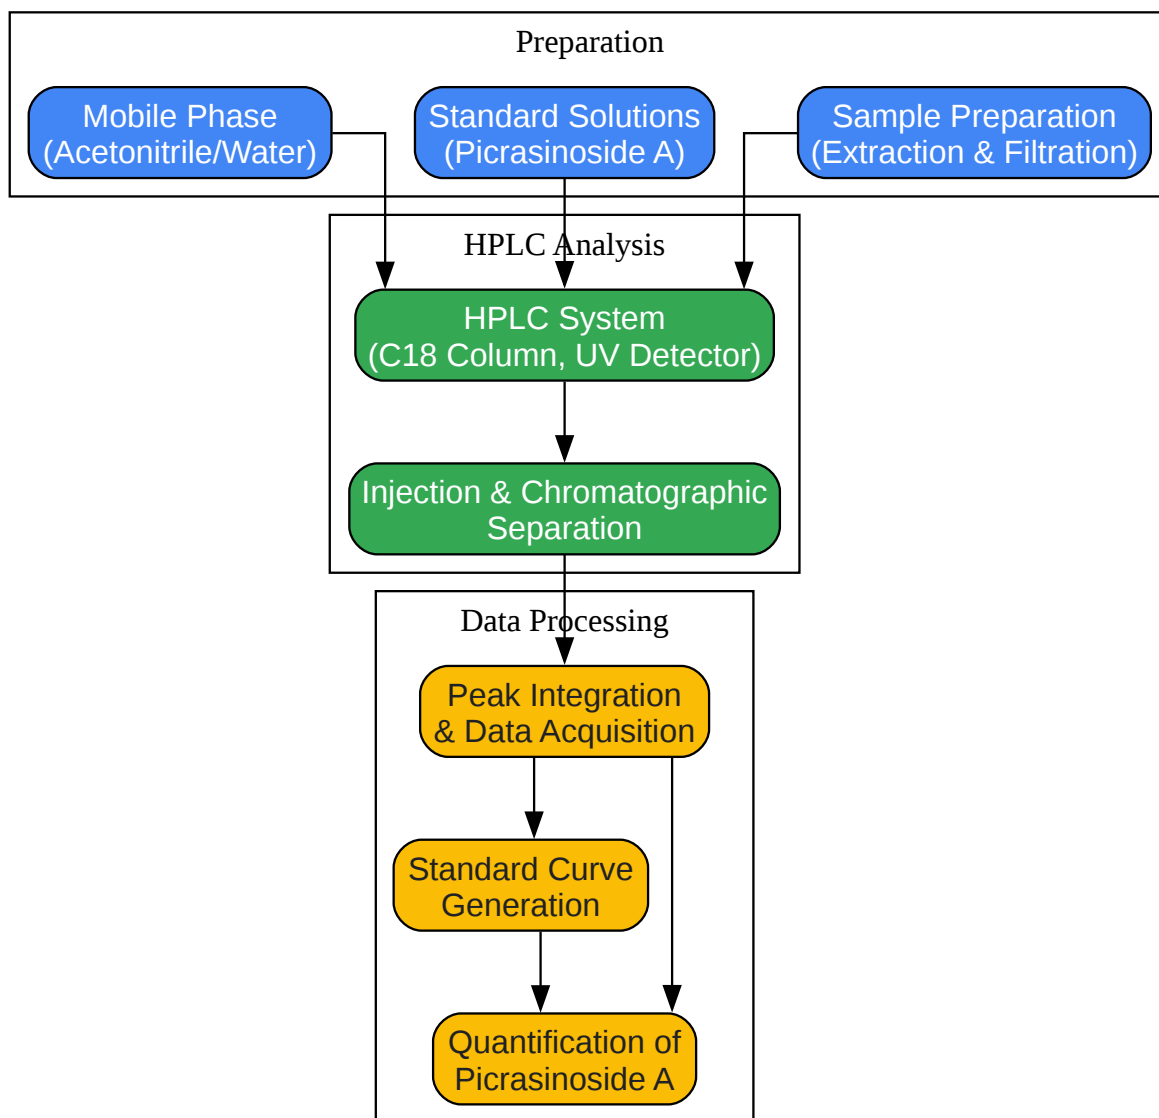 Preparation
Mobile Phase
(Acetonitrile/Water)
Standard Solutions
(Picrasinoside A)
Sample Preparation
(Extraction & Filtration)
HPLC Analysis
HPLC System
(C18 Column, UV Detector)
Injection & Chromatographic
Separation
Data Processing
Peak Integration
& Data Acquisition
Standard Curve
Generation
Quantification of
Picrasinoside A